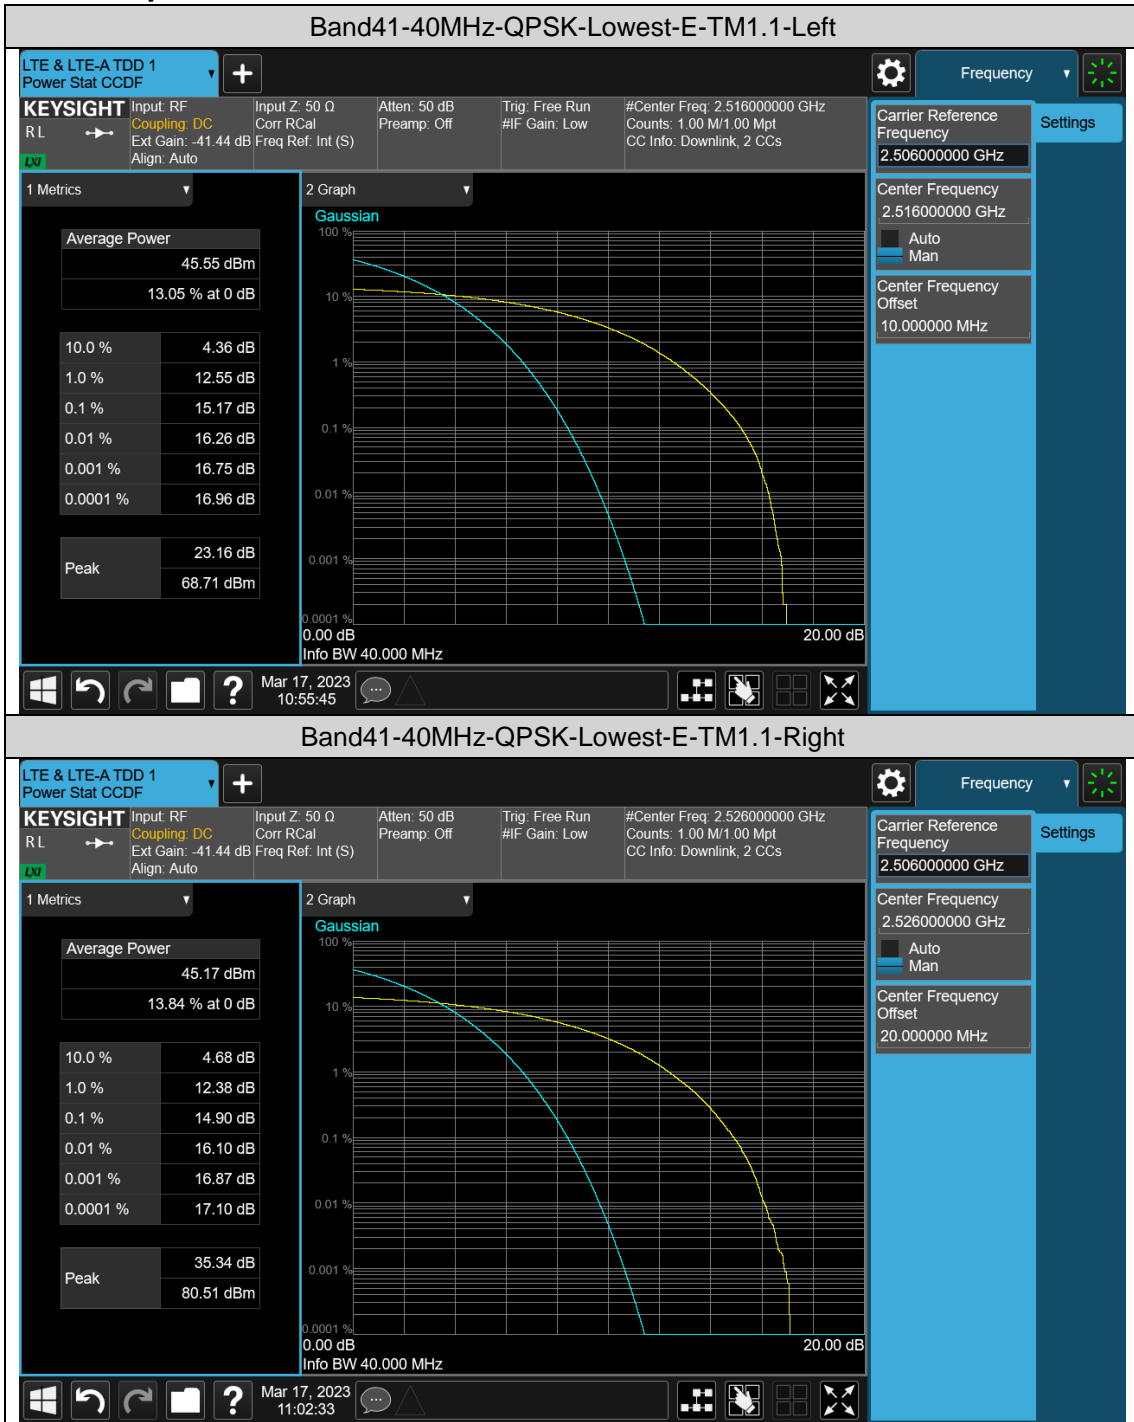 Band41-40MHz-QPSK-Lowest-E-TM1.1-Left
LTE & LTE-A TDD 1
Power Stat CCDF
Frequency
KEYSIGHT
R L
LXI
Input: RF
Coupling: DC
Ext Gain: -41.44 dB
Align: Auto
Input Z: 50 Ω
Corr RCal
Freq Ref: Int (S)
Atten: 50 dB
Preamp: Off
Trig: Free Run
#IF Gain: Low
#Center Freq: 2.516000000 GHz
Counts: 1.00 M/1.00 Mpt
CC Info: Downlink, 2 CCs
Carrier Reference
Frequency
2.506000000 GHz
Settings
Center Frequency
2.516000000 GHz
Auto
Man
Center Frequency
Offset
10.000000 MHz
1 Metrics
Average Power
45.55 dBm
13.05 % at 0 dB
10.0 % 4.36 dB
1.0 % 12.55 dB
0.1 % 15.17 dB
0.01 % 16.26 dB
0.001 % 16.75 dB
0.0001 % 16.96 dB
Peak
23.16 dB
68.71 dBm
2 Graph
Gaussian
100 %
10 %
1 %
0.1 %
0.01 %
0.001 %
0.0001 %
0.00 dB 20.00 dB
Info BW 40.000 MHz
?
Mar 17, 2023
10:55:45
Band41-40MHz-QPSK-Lowest-E-TM1.1-Right
LTE & LTE-A TDD 1
Power Stat CCDF
Frequency
KEYSIGHT
R L
LXI
Input: RF
Coupling: DC
Ext Gain: -41.44 dB
Align: Auto
Input Z: 50 Ω
Corr RCal
Freq Ref: Int (S)
Atten: 50 dB
Preamp: Off
Trig: Free Run
#IF Gain: Low
#Center Freq: 2.526000000 GHz
Counts: 1.00 M/1.00 Mpt
CC Info: Downlink, 2 CCs
Carrier Reference
Frequency
2.506000000 GHz
Settings
Center Frequency
2.526000000 GHz
Auto
Man
Center Frequency
Offset
20.000000 MHz
1 Metrics
Average Power
45.17 dBm
13.84 % at 0 dB
10.0 % 4.68 dB
1.0 % 12.38 dB
0.1 % 14.90 dB
0.01 % 16.10 dB
0.001 % 16.87 dB
0.0001 % 17.10 dB
Peak
35.34 dB
80.51 dBm
2 Graph
Gaussian
100 %
10 %
1 %
0.1 %
0.01 %
0.001 %
0.0001 %
0.00 dB 20.00 dB
Info BW 40.000 MHz
?
Mar 17, 2023
11:02:33